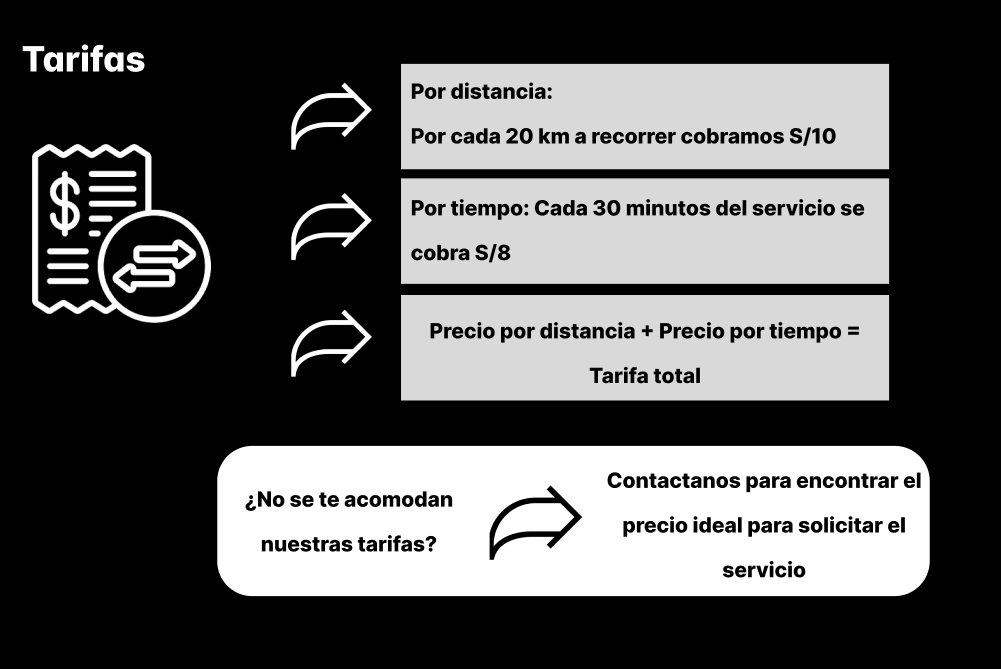 Tarifas
Por distancia:
Por cada 20 km a recorrer cobramos S/10
Por tiempo: Cada 30 minutos del servicio se
cobra S/8
Precio por distancia + Precio por tiempo =
Tarifa total
¿No se te acomodan
nuestras tarifas?
Contactanos para encontrar el
precio ideal para solicitar el
servicio